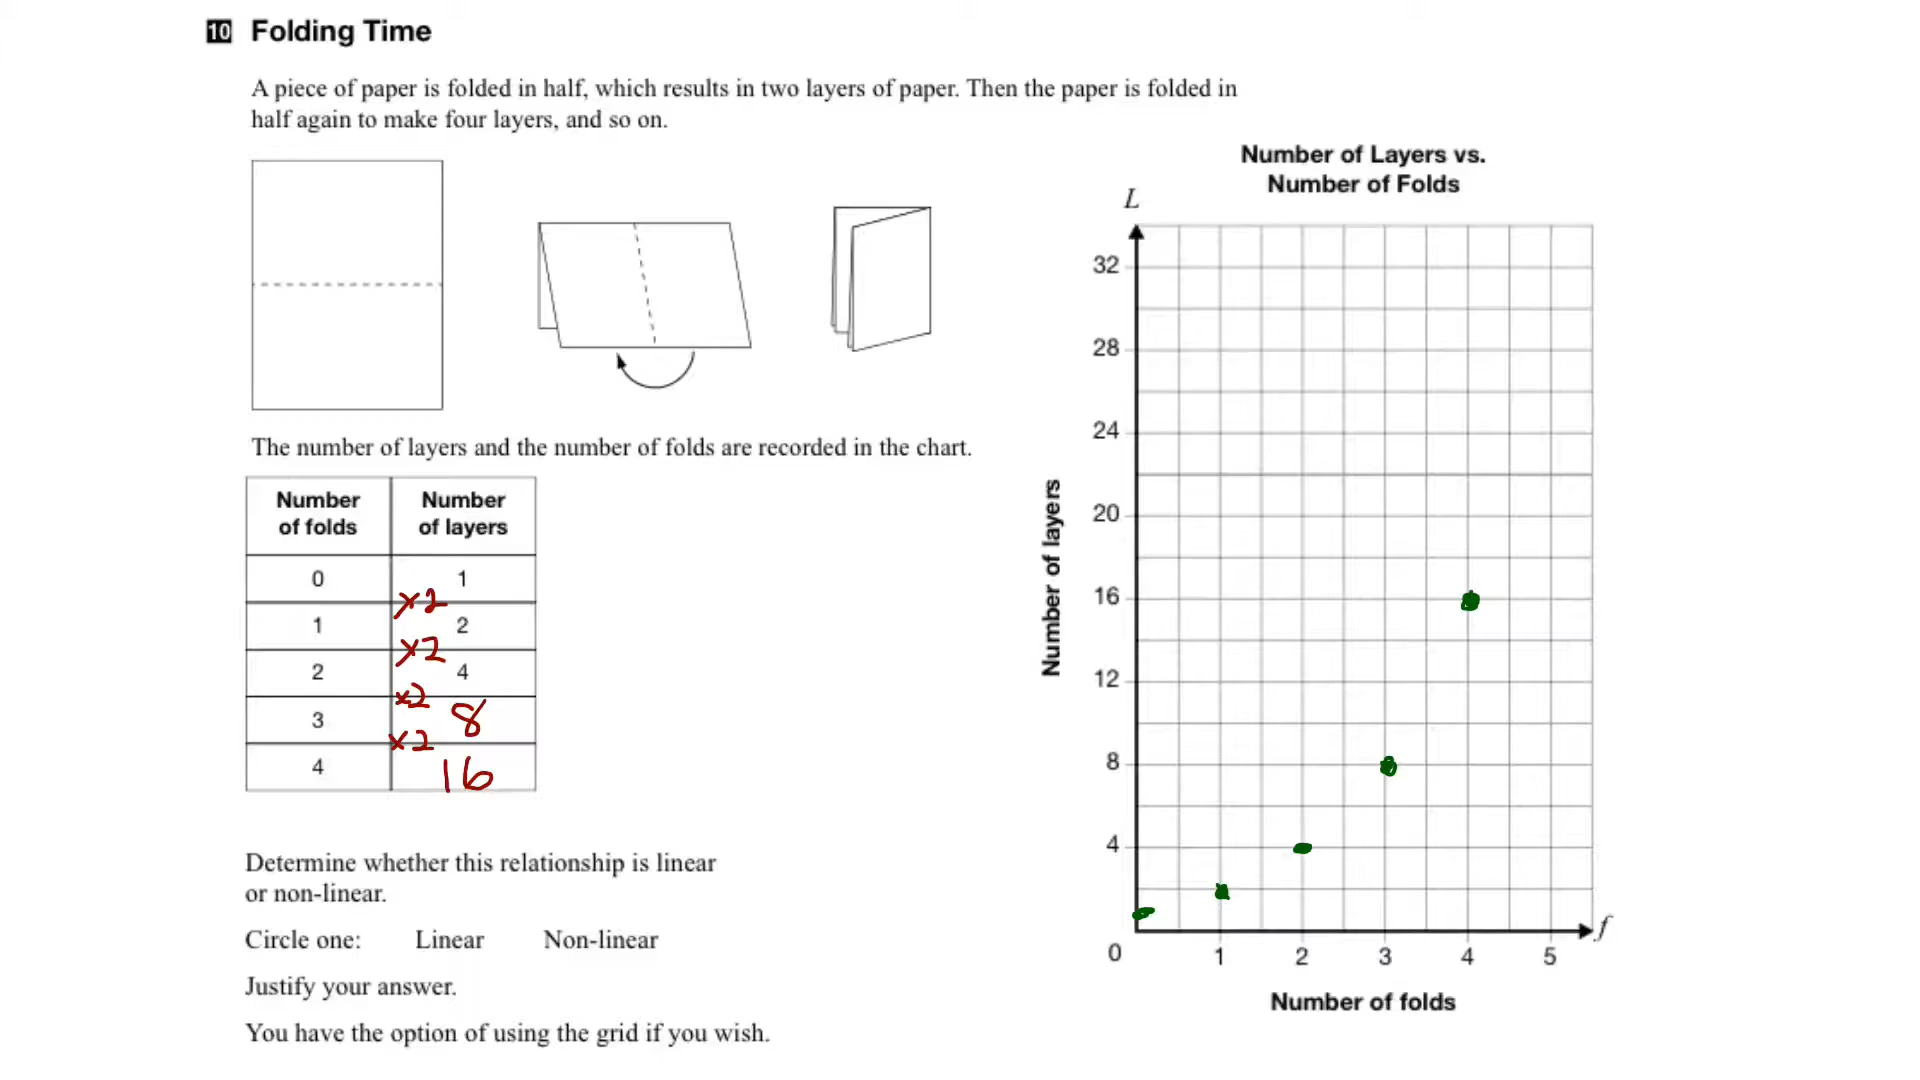 10 Folding Time
A piece of paper is folded in half, which results in two layers of paper. Then the paper is folded in
half again to make four layers, and so on.
The number of layers and the number of folds are recorded in the chart.
Number of folds Number of layers
0 1
×2
1 2
×2
2 4
×2
3 8
×2
4 16
Determine whether this relationship is linear
or non-linear.
Circle one: Linear Non-linear
Justify your answer.
You have the option of using the grid if you wish.
Number of Layers vs.
Number of Folds
L
32
28
24
20
16
12
8
4
Number of layers
f
0 1 2 3 4 5
Number of folds